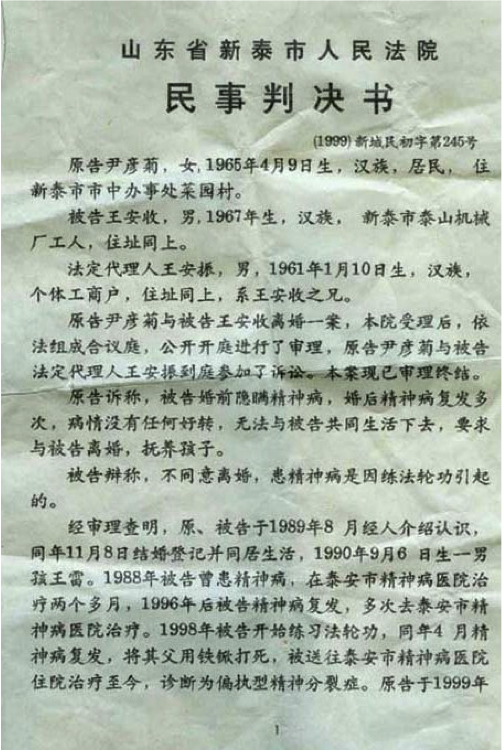 山东省新泰市人民法院
民事判决书
(1999)新城民初字第245号
原告尹彦菊，女，1965年4月9日生，汉族，居民， 住
新泰市市中办事处菜园村。
被告王安收，男，1967年生，汉族， 新泰市泰山机械
厂工人，住址同上。
法定代理人王安振，男，1961年1月10日生，汉族，
个体工商户，住址同上，系王安收之兄。
原告尹彦菊与被告王安收离婚一案，本院受理后，依
法组成合议庭，公开开庭进行了审理，原告尹彦菊与被告
法定代理人王安振到庭参加了诉讼。本案现已审理终结。
原告诉称，被告婚前隐瞒精神病，婚后精神病复发多
次，病情没有任何好转，无法与被告共同生活下去，要求
与被告离婚，抚养孩子。
被告辩称，不同意离婚，患精神病是因练法轮功引起
的。
经审理查明，原、被告于1989年8 月经人介绍认识，
同年11月8日结婚登记并同居生活，1990年9月6 日生一男
孩王雷。1988年被告曾患精神病，在泰安市精神病医院治
疗两个多月，1996年后被告精神病复发，多次去泰安市精
神病医院治疗。1998年被告开始练习法轮功，同年4 月精
神病复发，将其父用铁锨打死，被送往泰安市精神病医院
住院治疗至今，诊断为偏执型精神分裂症。原告于1999年
1